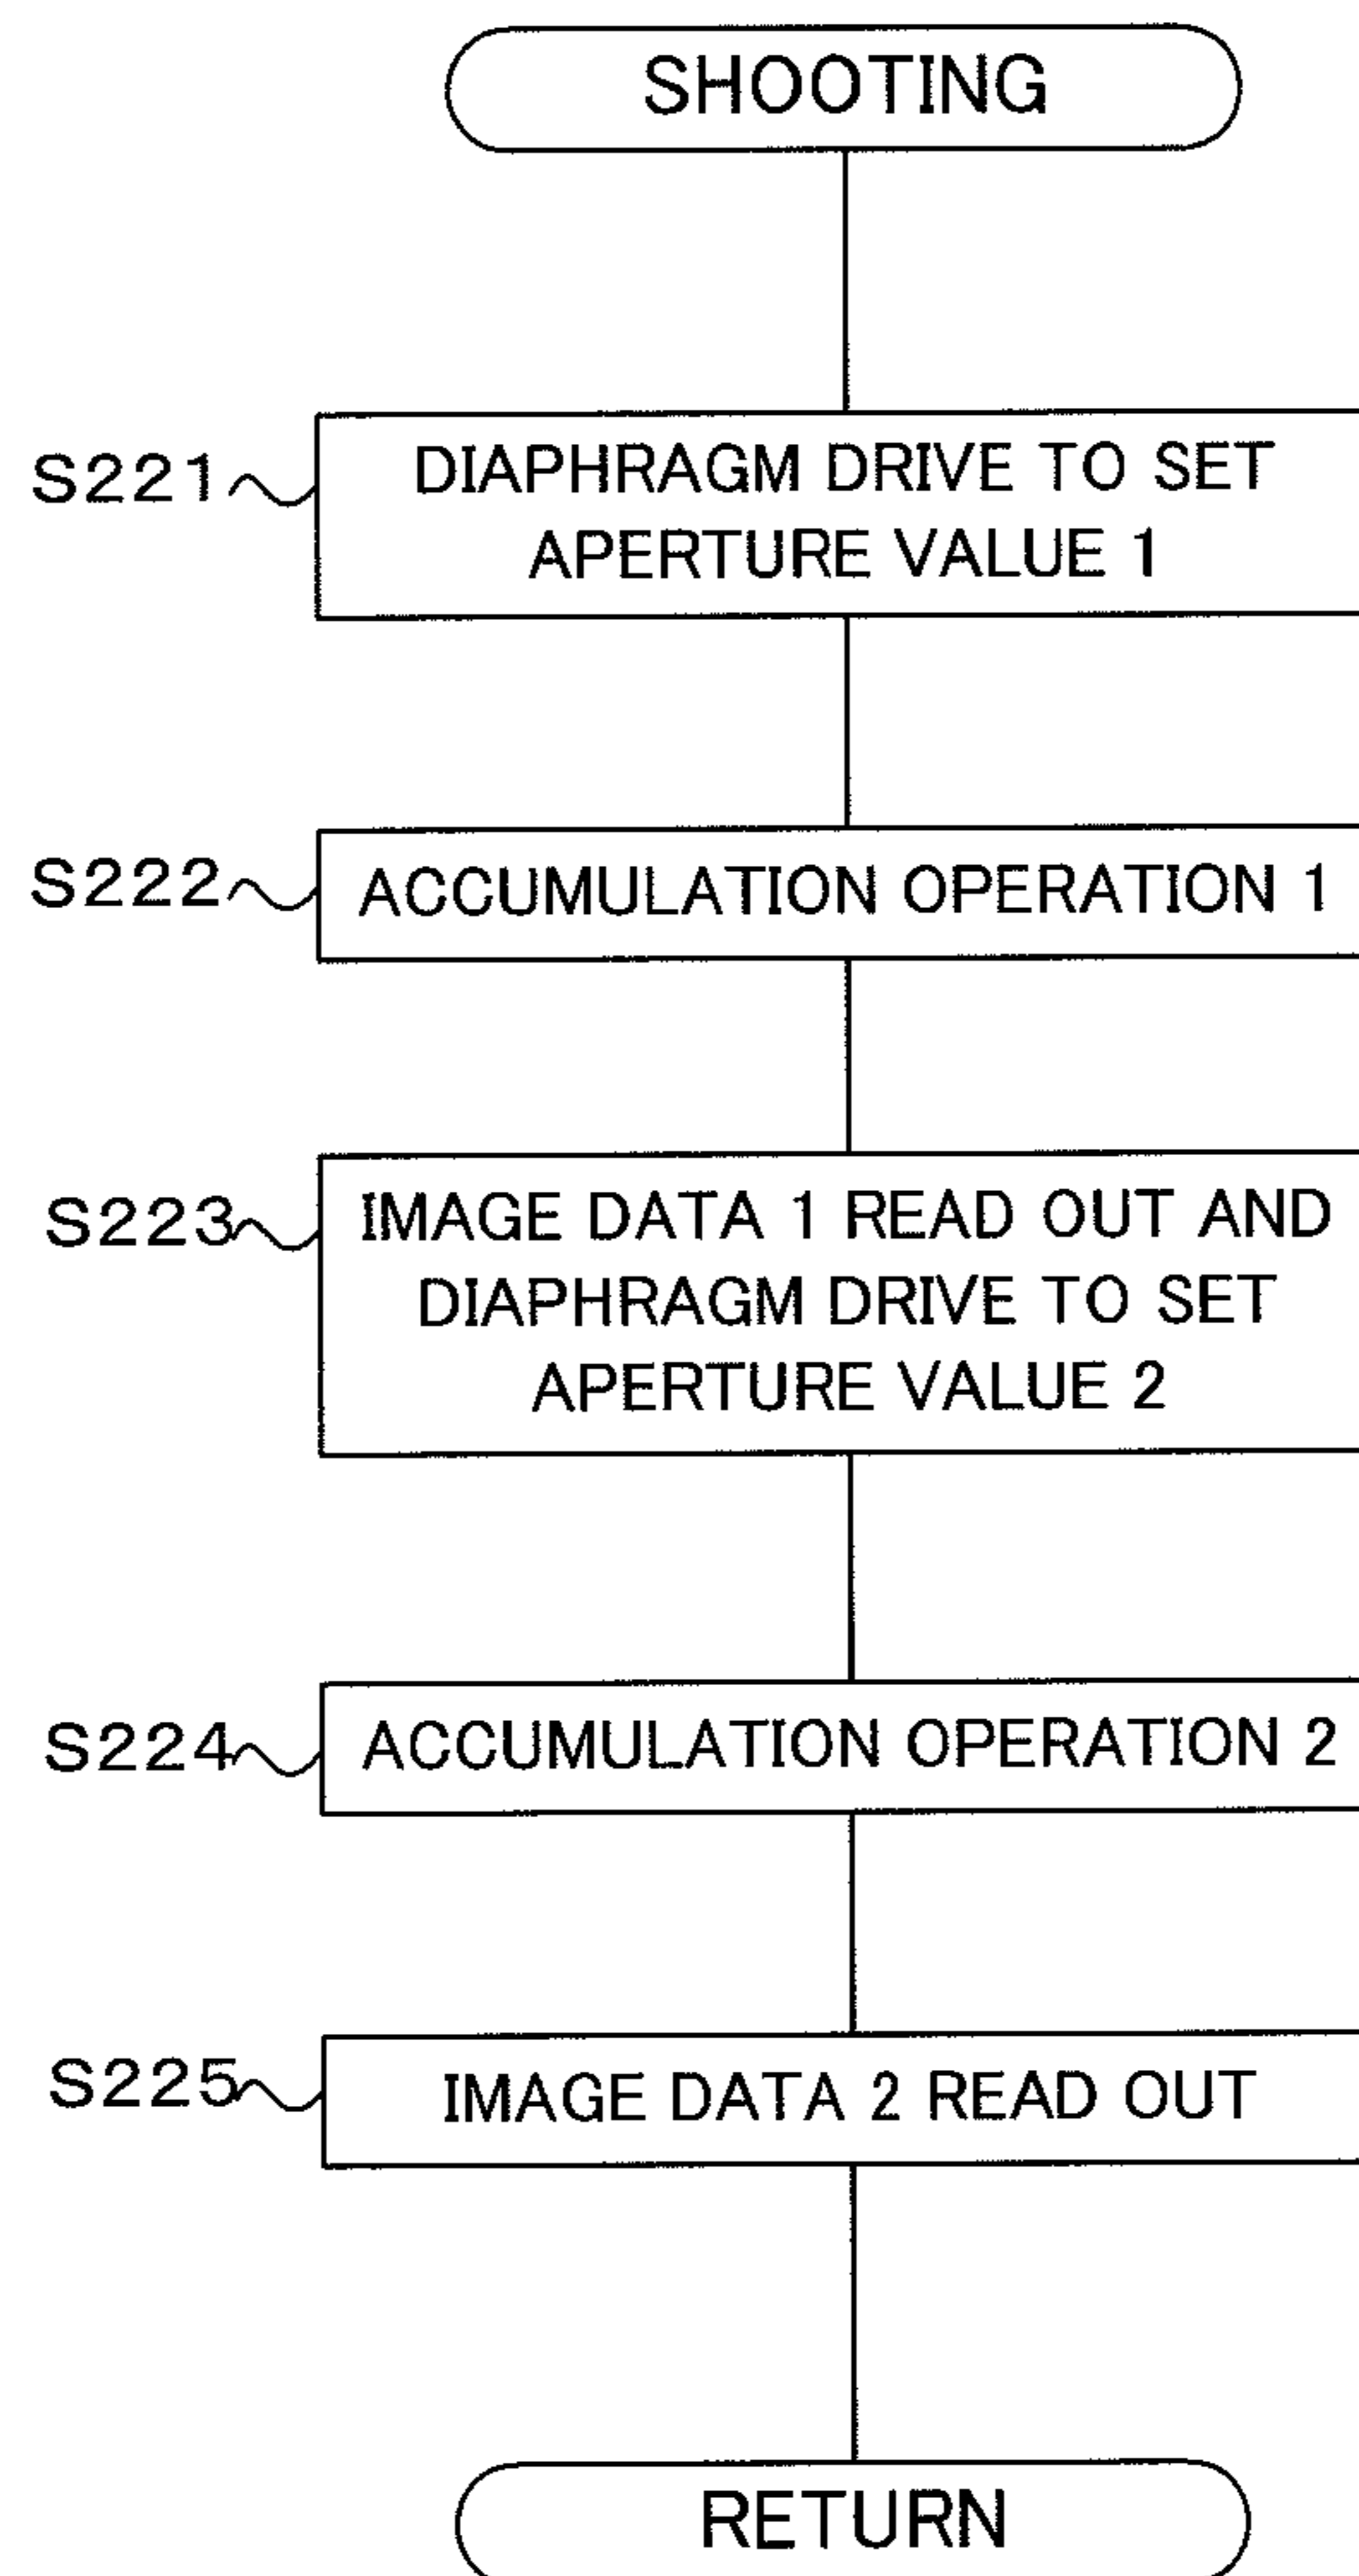 SHOOTING
S221
DIAPHRAGM DRIVE TO SET
APERTURE VALUE 1
S222
ACCUMULATION OPERATION 1
S223
IMAGE DATA 1 READ OUT AND
DIAPHRAGM DRIVE TO SET
APERTURE VALUE 2
S224
ACCUMULATION OPERATION 2
S225
IMAGE DATA 2 READ OUT
RETURN